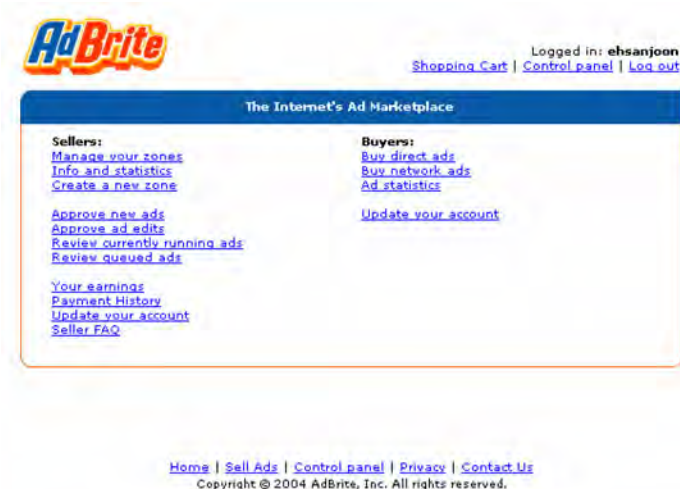 AdBrite
Logged in: ehsanjoon
Shopping Cart | Control panel | Log out
The Internet's Ad Marketplace
Sellers:
Manage your zones
Info and statistics
Create a new zone
Approve new ads
Approve ad edits
Review currently running ads
Review queued ads
Your earnings
Payment History
Update your account
Seller FAQ
Buyers:
Buy direct ads
Buy network ads
Ad statistics
Update your account
Home | Sell Ads | Control panel | Privacy | Contact Us
Copyright © 2004 AdBrite, Inc. All rights reserved.